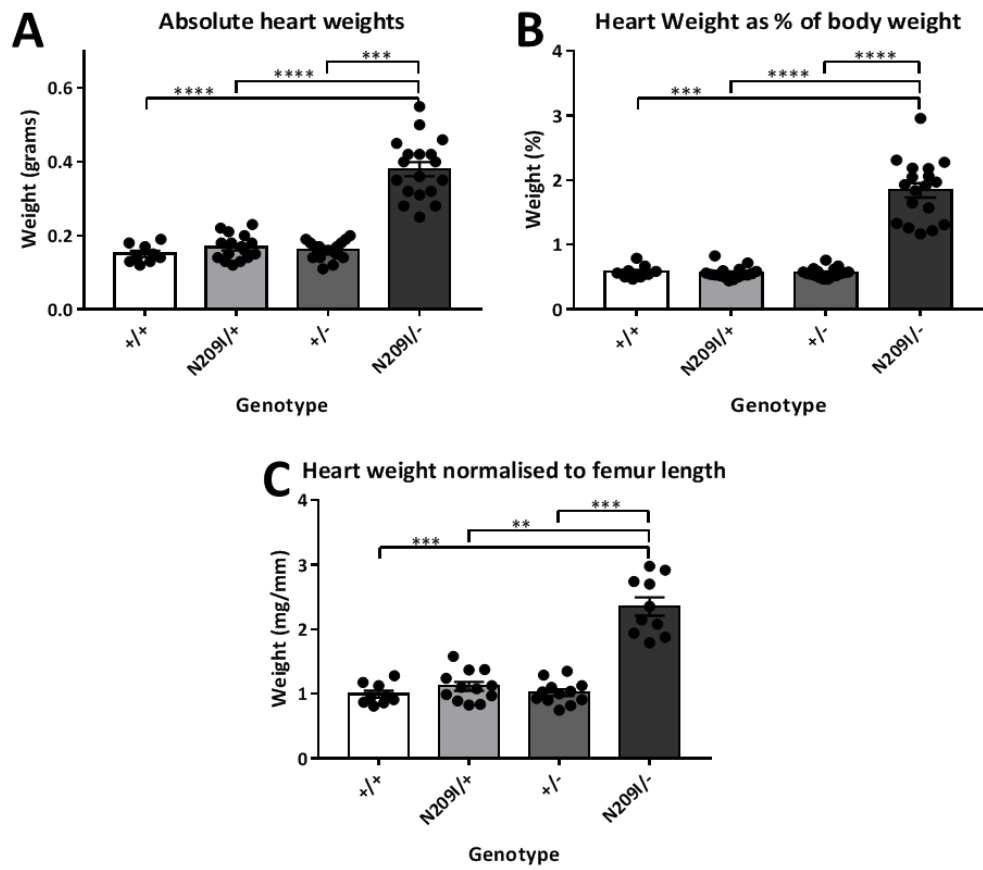 A
Absolute heart weights
***
****
****
0.6
0.4
0.2
0.0
Weight (grams)
+/+
N209I/+
+/-
N209I/-
Genotype
B
Heart Weight as % of body weight
****
****
***
4
3
2
1
0
Weight (%)
+/+
N209I/+
+/-
N209I/-
Genotype
C
Heart weight normalised to femur length
***
**
***
4
3
2
1
0
Weight (mg/mm)
+/+
N209I/+
+/-
N209I/-
Genotype